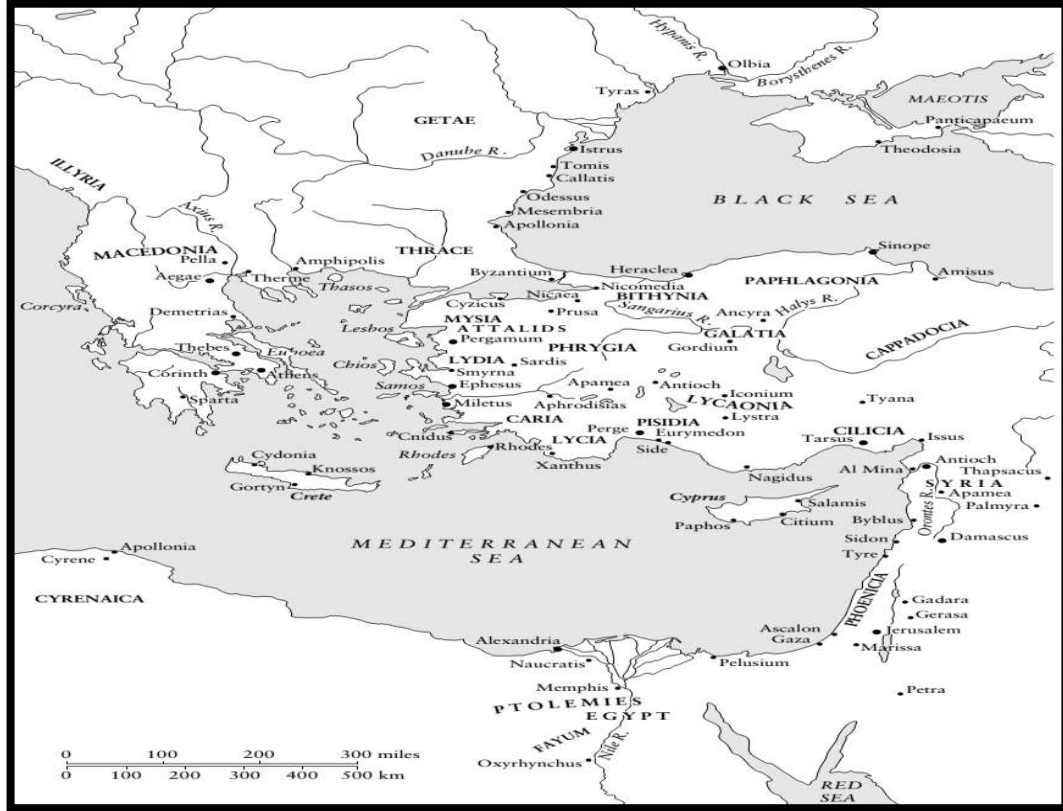 Hypanis R.
Olbia
Borysthenes R.
Tyras
MAEOTIS
GETAE
Panticapaeum
Danube R.
Istrus
Theodosia
ILLYRIA
Tomis
Callatis
Odessus
BLACK SEA
Mesembria
Axius R.
Apollonia
MACEDONIA
THRACE
Sinope
Pella
Amphipolis
Byzantium
Heraclea
Aegae
Therme
Thasos
Nicomedia
PAPHLAGONIA
Amisus
Corcyra
Cyzicus
Nicaea
BITHYNIA
Demetrias
MYSIA
Prusa
Sangarius R.
Ancyra
Halys R.
Lesbos
ATTALIDS
GALATIA
CAPPADOCIA
Thebes
Euboea
Pergamum
PHRYGIA
Gordium
Corinth
Athens
Chios
LYDIA
Sardis
Smyrna
Sparta
Samos
Ephesus
Apamea
Antioch
Iconium
Miletus
Aphrodisias
LYCAONIA
Tyana
CARIA
PISIDIA
Lystra
Cnidus
Perge
Eurymedon
CILICIA
Cydonia
Rhodes
Rhodes
LYCIA
Side
Tarsus
Issus
Knossos
Xanthus
Nagidus
Al Mina
Antioch
Thapsacus
Gortyn
Crete
Cyprus
Salamis
SYRIA
Orontes R.
Apamea
Palmyra
Paphos
Citium
Byblus
Apollonia
MEDITERRANEAN
SEA
Sidon
Damascus
Cyrene
Tyre
CYRENAICA
PHOENICIA
Gadara
Gerasa
Alexandria
Ascalon
Jerusalem
Gaza
Marissa
Naucratis
Pelusium
Memphis
Petra
PTOLEMIES
EGYPT
FAYUM
Nile R.
Oxyrhynchus
0 100 200 300 miles
0 100 200 300 400 500 km
RED
SEA